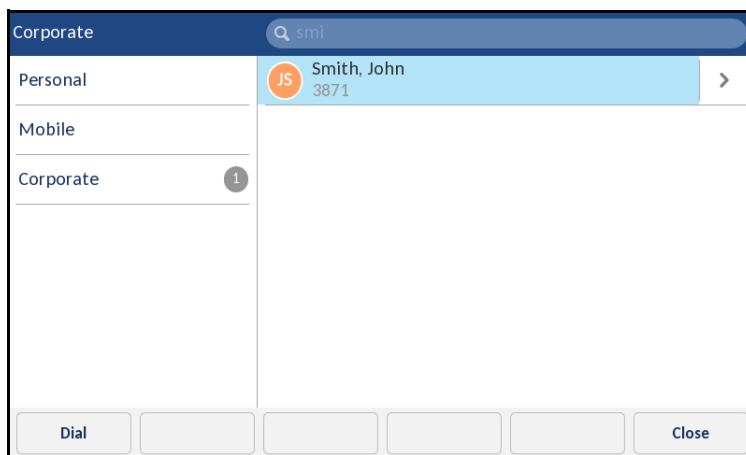 Corporate
smi
Personal
Mobile
Corporate 1
JS
Smith, John
3871
Dial
Close